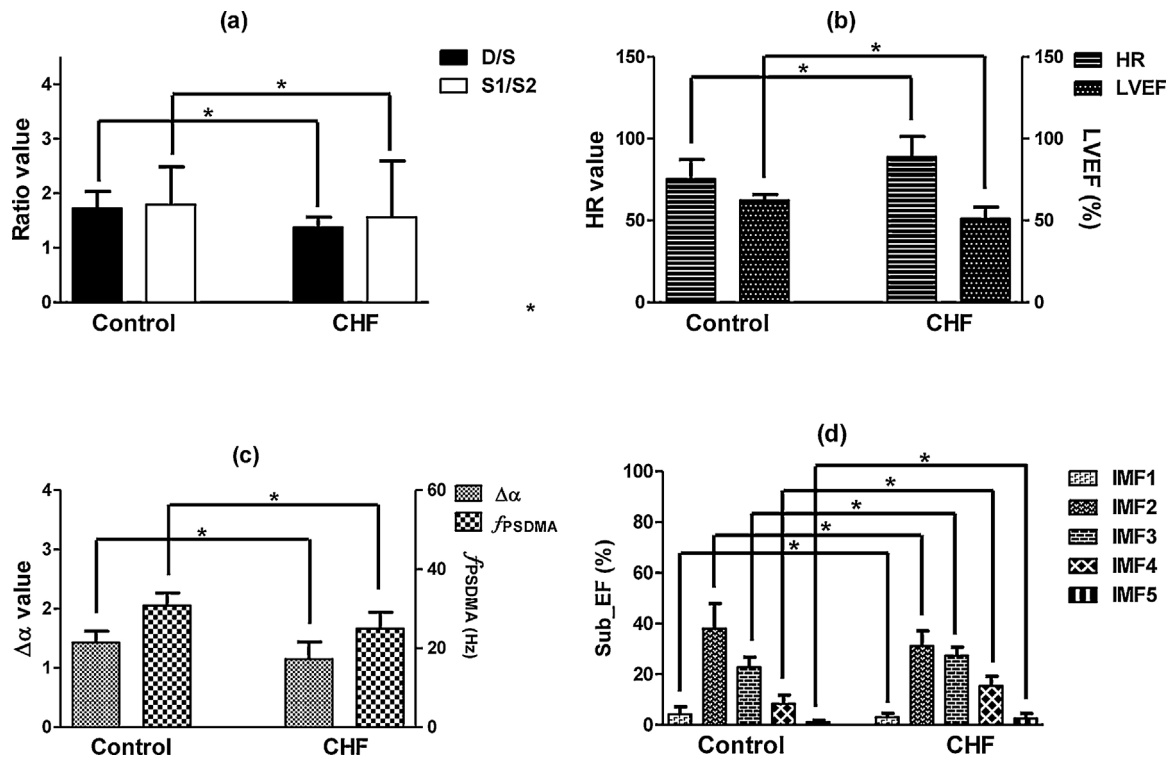 (a)
D/S
S1/S2
Ratio value
4
3
2
1
0
*
*
Control
CHF
*
(b)
HR
LVEF
HR value
150
100
50
0
*
*
150
100
50
0
LVEF (%)
Control
CHF
(c)
Δα
fPSDMA
Δα value
4
3
2
1
0
*
*
60
40
20
0
fPSDMA (Hz)
Control
CHF
(d)
IMF1
IMF2
IMF3
IMF4
IMF5
Sub_EF (%)
100
80
60
40
20
0
*
*
*
*
*
Control
CHF